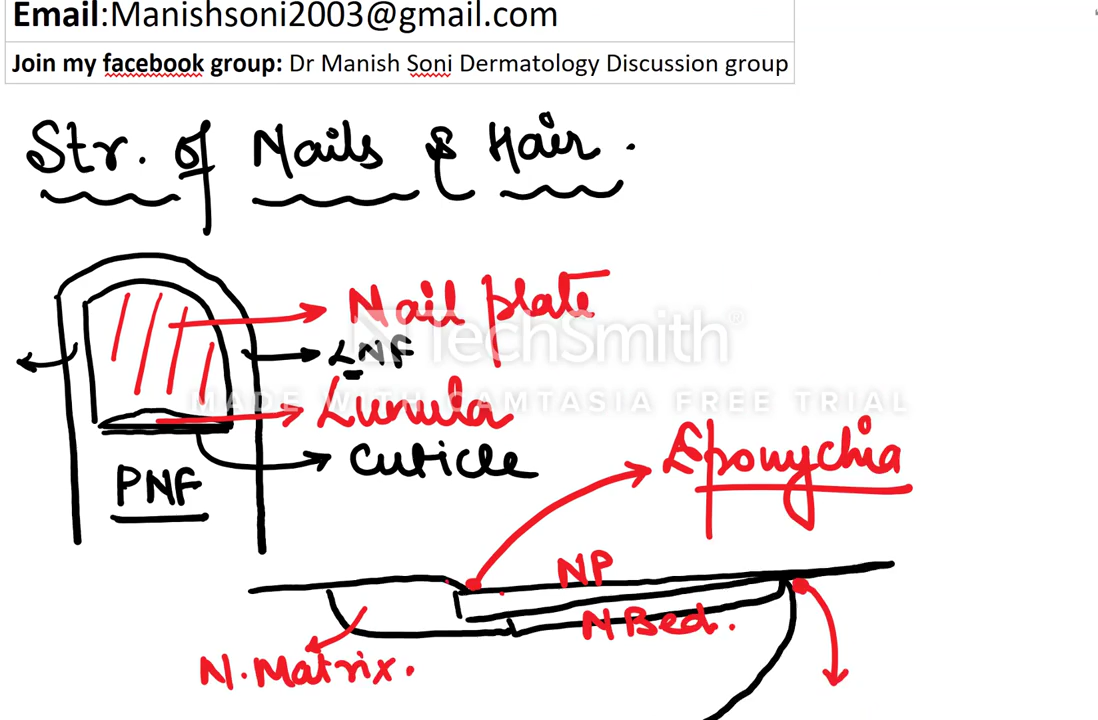 Email:Manishsoni2003@gmail.com
Join my facebook group: Dr Manish Soni Dermatology Discussion group
Str. of Nails & Hair.
Nail plate
LNF
TechSmith®
MADE WITH CAMTASIA FREE TRIAL
Lunula
Cuticle
PNF
Eponychia
NP
N Bed.
N. Matrix.